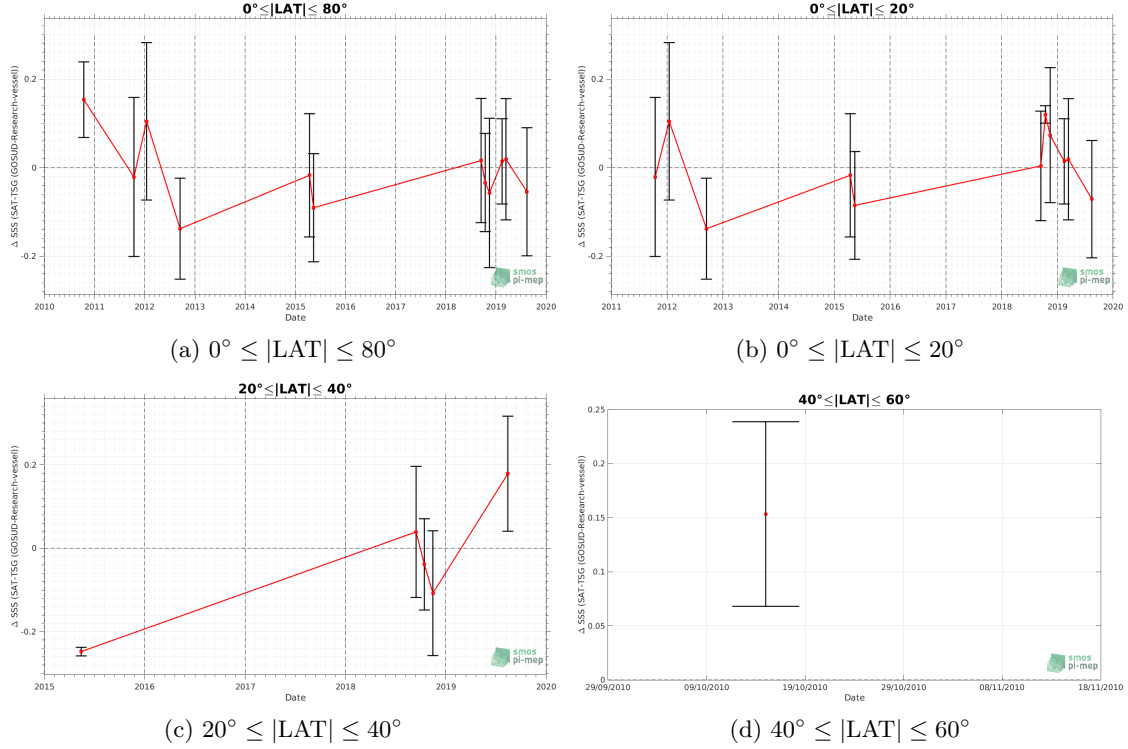 0°≤|LAT|≤ 80°
Δ SSS (SAT-TSG (GOSUD-Research-vessel))
0.2
0
-0.2
2010 2011 2012 2013 2014 2015 2016 2017 2018 2019 2020
Date
smos
pi-mep
(a) 0° ≤ |LAT| ≤ 80°
0°≤|LAT|≤ 20°
Δ SSS (SAT-TSG (GOSUD-Research-vessel))
0.2
0
-0.2
2011 2012 2013 2014 2015 2016 2017 2018 2019 2020
Date
smos
pi-mep
(b) 0° ≤ |LAT| ≤ 20°
20°≤|LAT|≤ 40°
Δ SSS (SAT-TSG (GOSUD-Research-vessel))
0.2
0
-0.2
2015 2016 2017 2018 2019 2020
Date
smos
pi-mep
(c) 20° ≤ |LAT| ≤ 40°
40°≤|LAT|≤ 60°
Δ SSS (SAT-TSG (GOSUD-Research-vessel))
0.25
0.2
0.15
0.1
0.05
0
29/09/2010 09/10/2010 19/10/2010 29/10/2010 08/11/2010 18/11/2010
Date
smos
pi-mep
(d) 40° ≤ |LAT| ≤ 60°